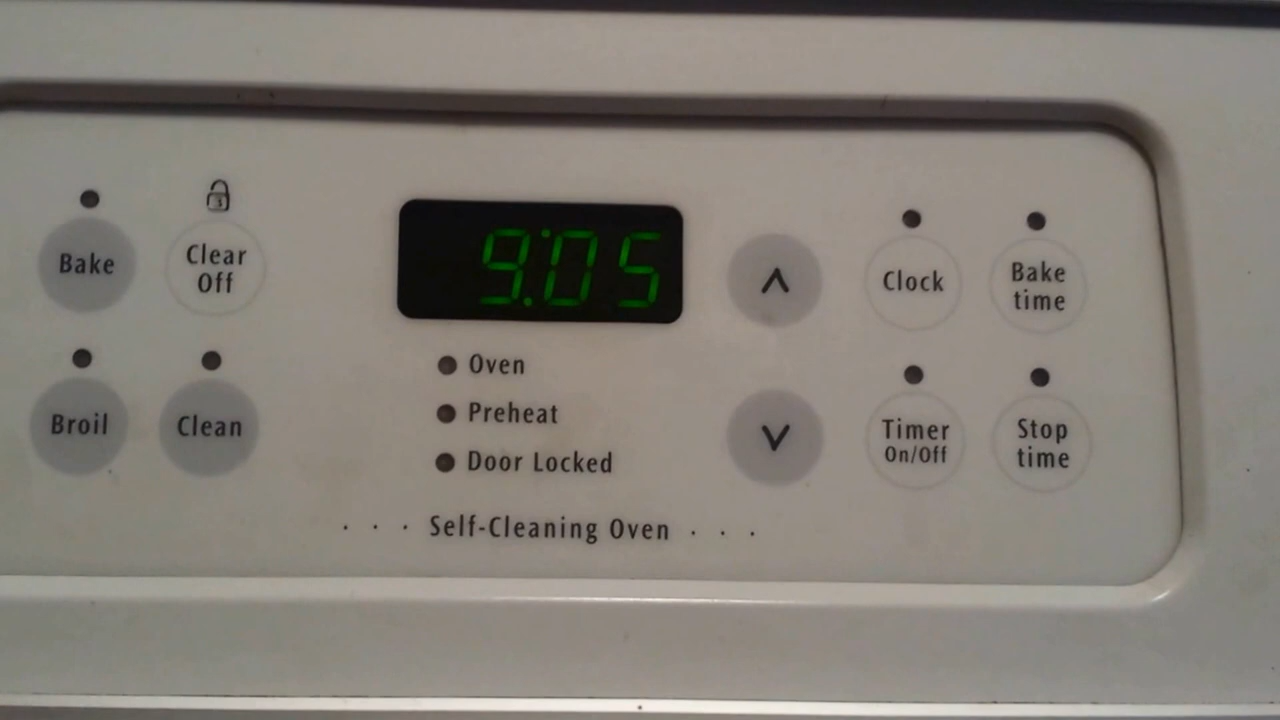 Bake
Clear
Off
9:05
Clock
Bake
time
Broil
Clean
Oven
Preheat
Door Locked
Timer
On/Off
Stop
time
· · · Self-Cleaning Oven · · ·